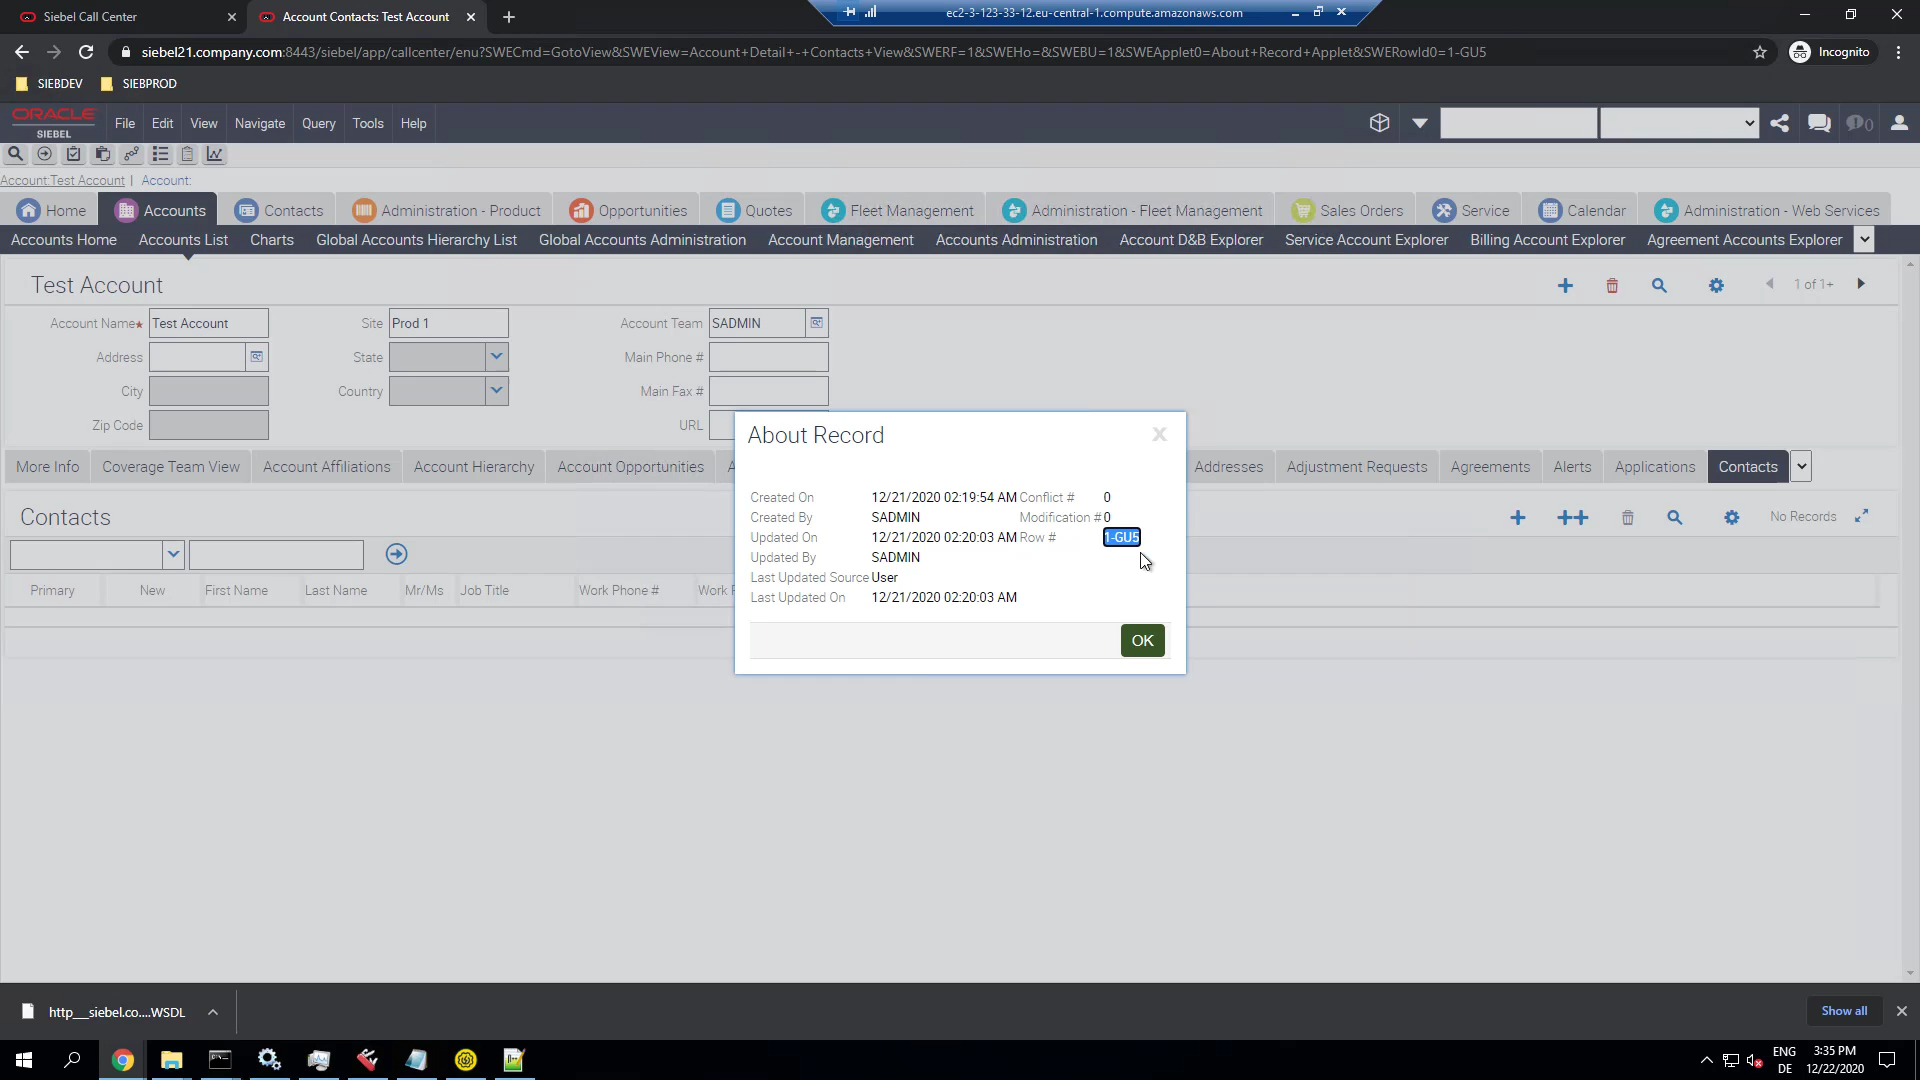 Siebel Call Center
Account Contacts: Test Account
ec2-3-123-33-12.eu-central-1.compute.amazonaws.com
siebel21.company.com:8443/siebel/app/callcenter/enu?SWECmd=GotoView&SWEView=Account+Detail+-+Contacts+View&SWERF=1&SWEHo=&SWEBU=1&SWEApplet0=About+Record+Applet&SWERowId0=1-GU5
Incognito
SIEBDEV SIEBPROD
ORACLE
SIEBEL
File Edit View Navigate Query Tools Help
0
Account:Test Account | Account:
Home Accounts Contacts Administration - Product Opportunities Quotes Fleet Management Administration - Fleet Management Sales Orders Service Calendar Administration - Web Services
Accounts Home Accounts List Charts Global Accounts Hierarchy List Global Accounts Administration Account Management Accounts Administration Account D&B Explorer Service Account Explorer Billing Account Explorer Agreement Accounts Explorer
Test Account
1 of 1+
Account Name* Test Account Site Prod 1 Account Team SADMIN
Address State Main Phone #
City Country Main Fax #
Zip Code URL
More Info Coverage Team View Account Affiliations Account Hierarchy Account Opportunities A Addresses Adjustment Requests Agreements Alerts Applications Contacts
Contacts
No Records
Primary New First Name Last Name Mr/Ms Job Title Work Phone # Work F
About Record
X
Created On 12/21/2020 02:19:54 AM Conflict # 0
Created By SADMIN Modification # 0
Updated On 12/21/2020 02:20:03 AM Row # 1-GU5
Updated By SADMIN
Last Updated Source User
Last Updated On 12/21/2020 02:20:03 AM
OK
http__siebel.co....WSDL
Show all
ENG
DE
3:35 PM
12/22/2020